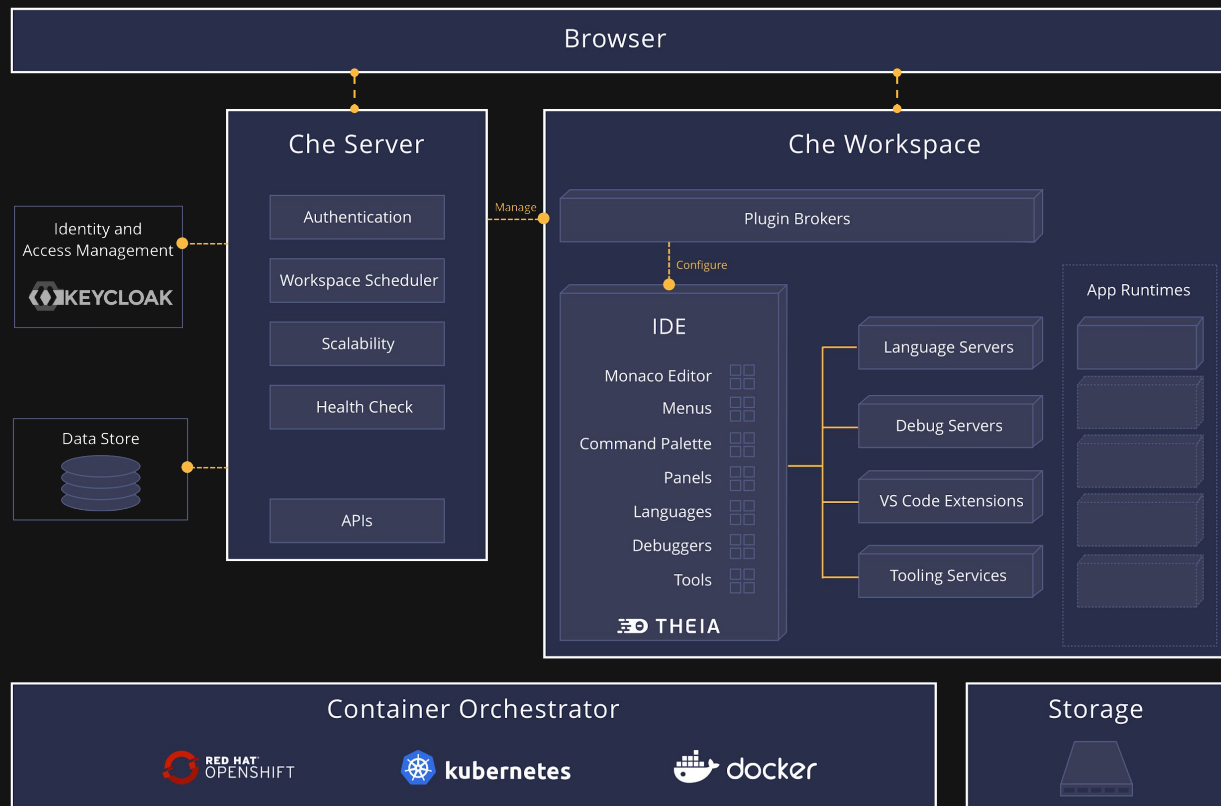 Browser
Che Server
Authentication
Workspace Scheduler
Scalability
Health Check
APIs
Identity and
Access Management
KEYCLOAK
Data Store
Manage
Che Workspace
Plugin Brokers
Configure
IDE
Monaco Editor
Menus
Command Palette
Panels
Languages
Debuggers
Tools
THEIA
Language Servers
Debug Servers
VS Code Extensions
Tooling Services
App Runtimes
Container Orchestrator
RED HAT
OPENSHIFT
kubernetes
docker
Storage